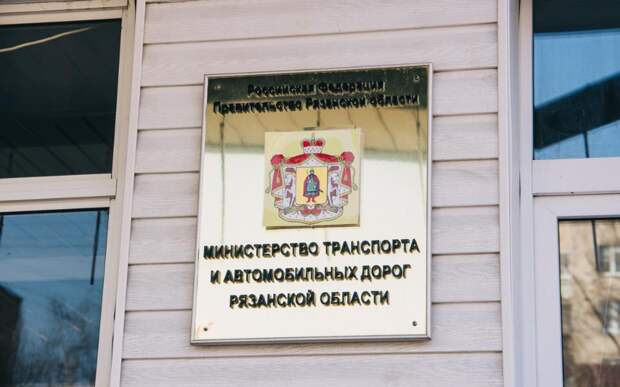 Российская Федерация
Правительство Рязанской области
МИНИСТЕРСТВО ТРАНСПОРТА
И АВТОМОБИЛЬНЫХ ДОРОГ
РЯЗАНСКОЙ ОБЛАСТИ